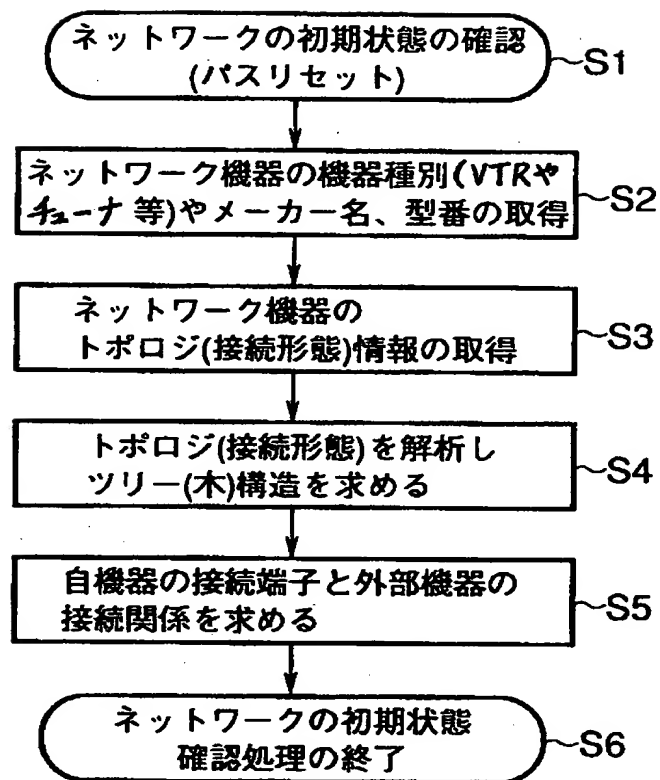 ネットワークの初期状態の確認
(バスリセット)
S1
ネットワーク機器の機器種別(VTRや
チューナ等)やメーカー名、型番の取得
S2
ネットワーク機器の
トポロジ(接続形態)情報の取得
S3
トポロジ(接続形態)を解析し
ツリー(木)構造を求める
S4
自機器の接続端子と外部機器の
接続関係を求める
S5
ネットワークの初期状態
確認処理の終了
S6